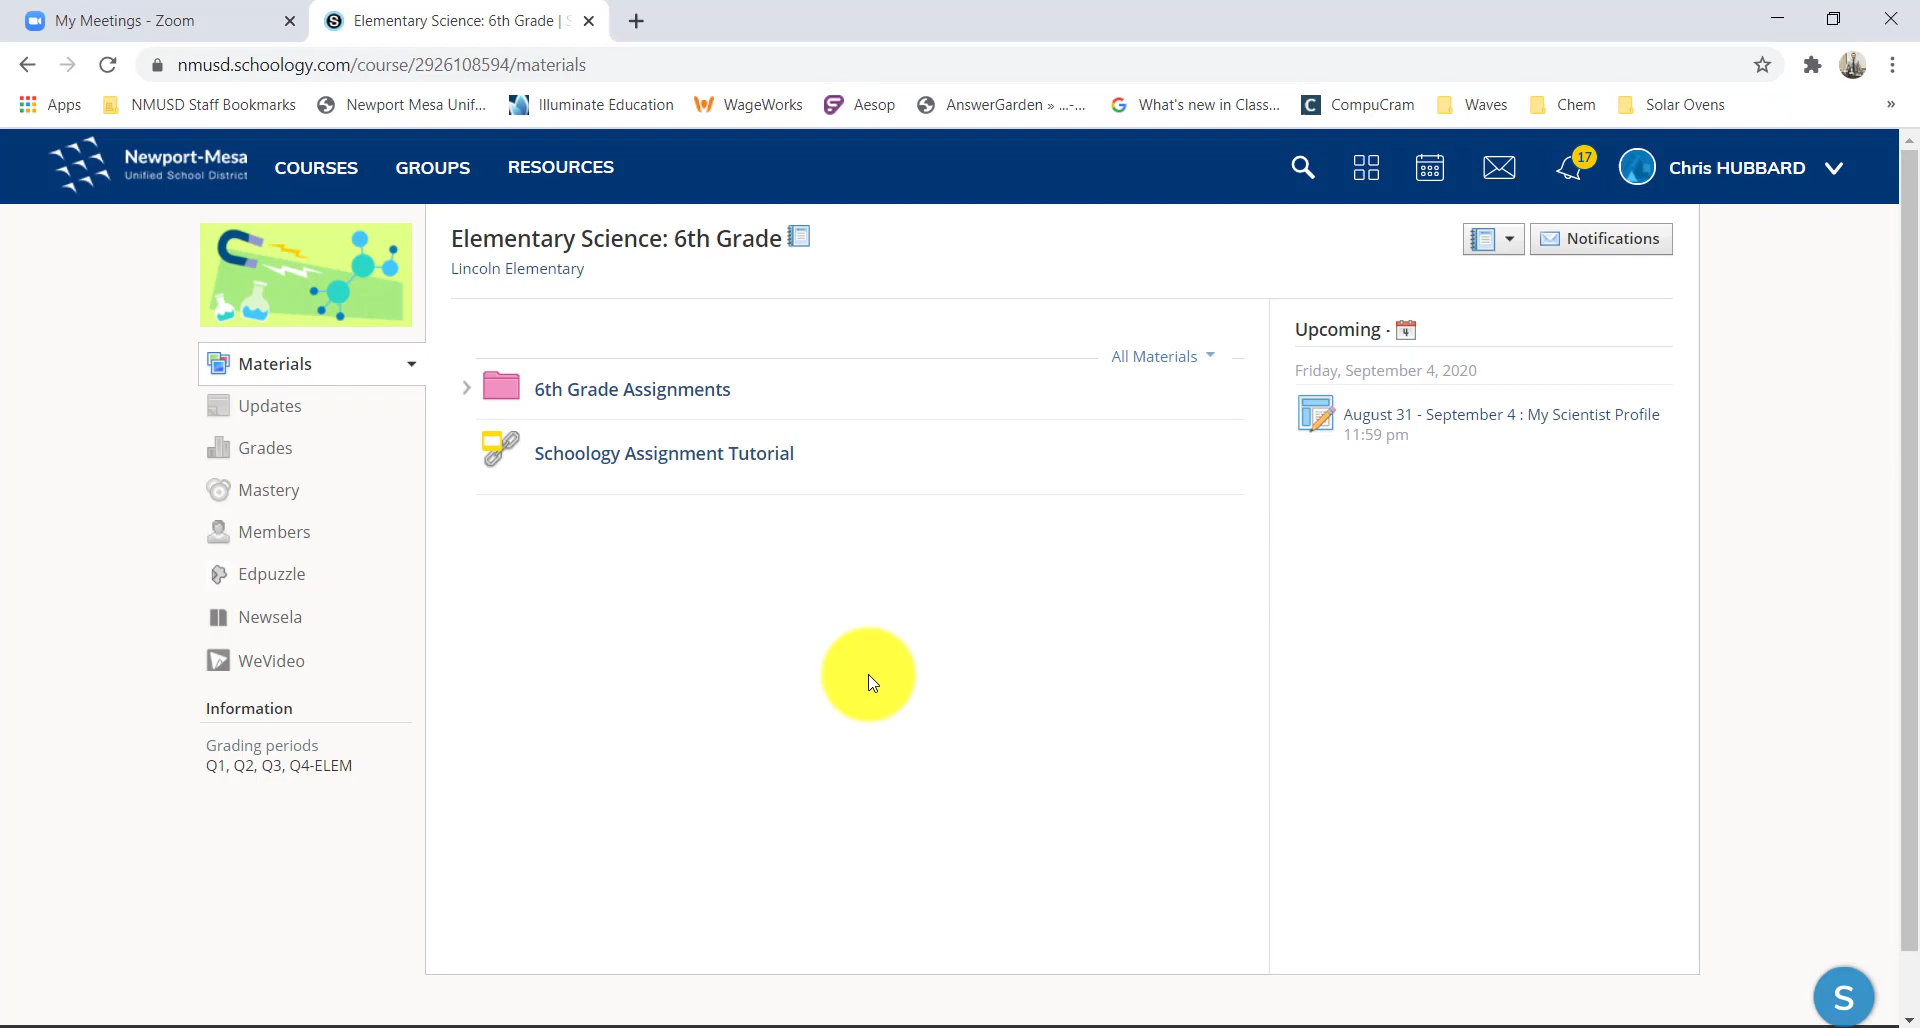 My Meetings - Zoom
Elementary Science: 6th Grade | S
nmusd.schoology.com/course/2926108594/materials
Apps
NMUSD Staff Bookmarks
Newport Mesa Unif...
Illuminate Education
WageWorks
Aesop
AnswerGarden » ...-...
What's new in Class...
CompuCram
Waves
Chem
Solar Ovens
»
Newport-Mesa
Unified School District
COURSES
GROUPS
RESOURCES
17
Chris HUBBARD
Elementary Science: 6th Grade
Lincoln Elementary
Notifications
Materials
Updates
Grades
Mastery
Members
Edpuzzle
Newsela
WeVideo
Information
Grading periods
Q1, Q2, Q3, Q4-ELEM
All Materials
6th Grade Assignments
Schoology Assignment Tutorial
Upcoming · 4
Friday, September 4, 2020
August 31 - September 4 : My Scientist Profile
11:59 pm
S